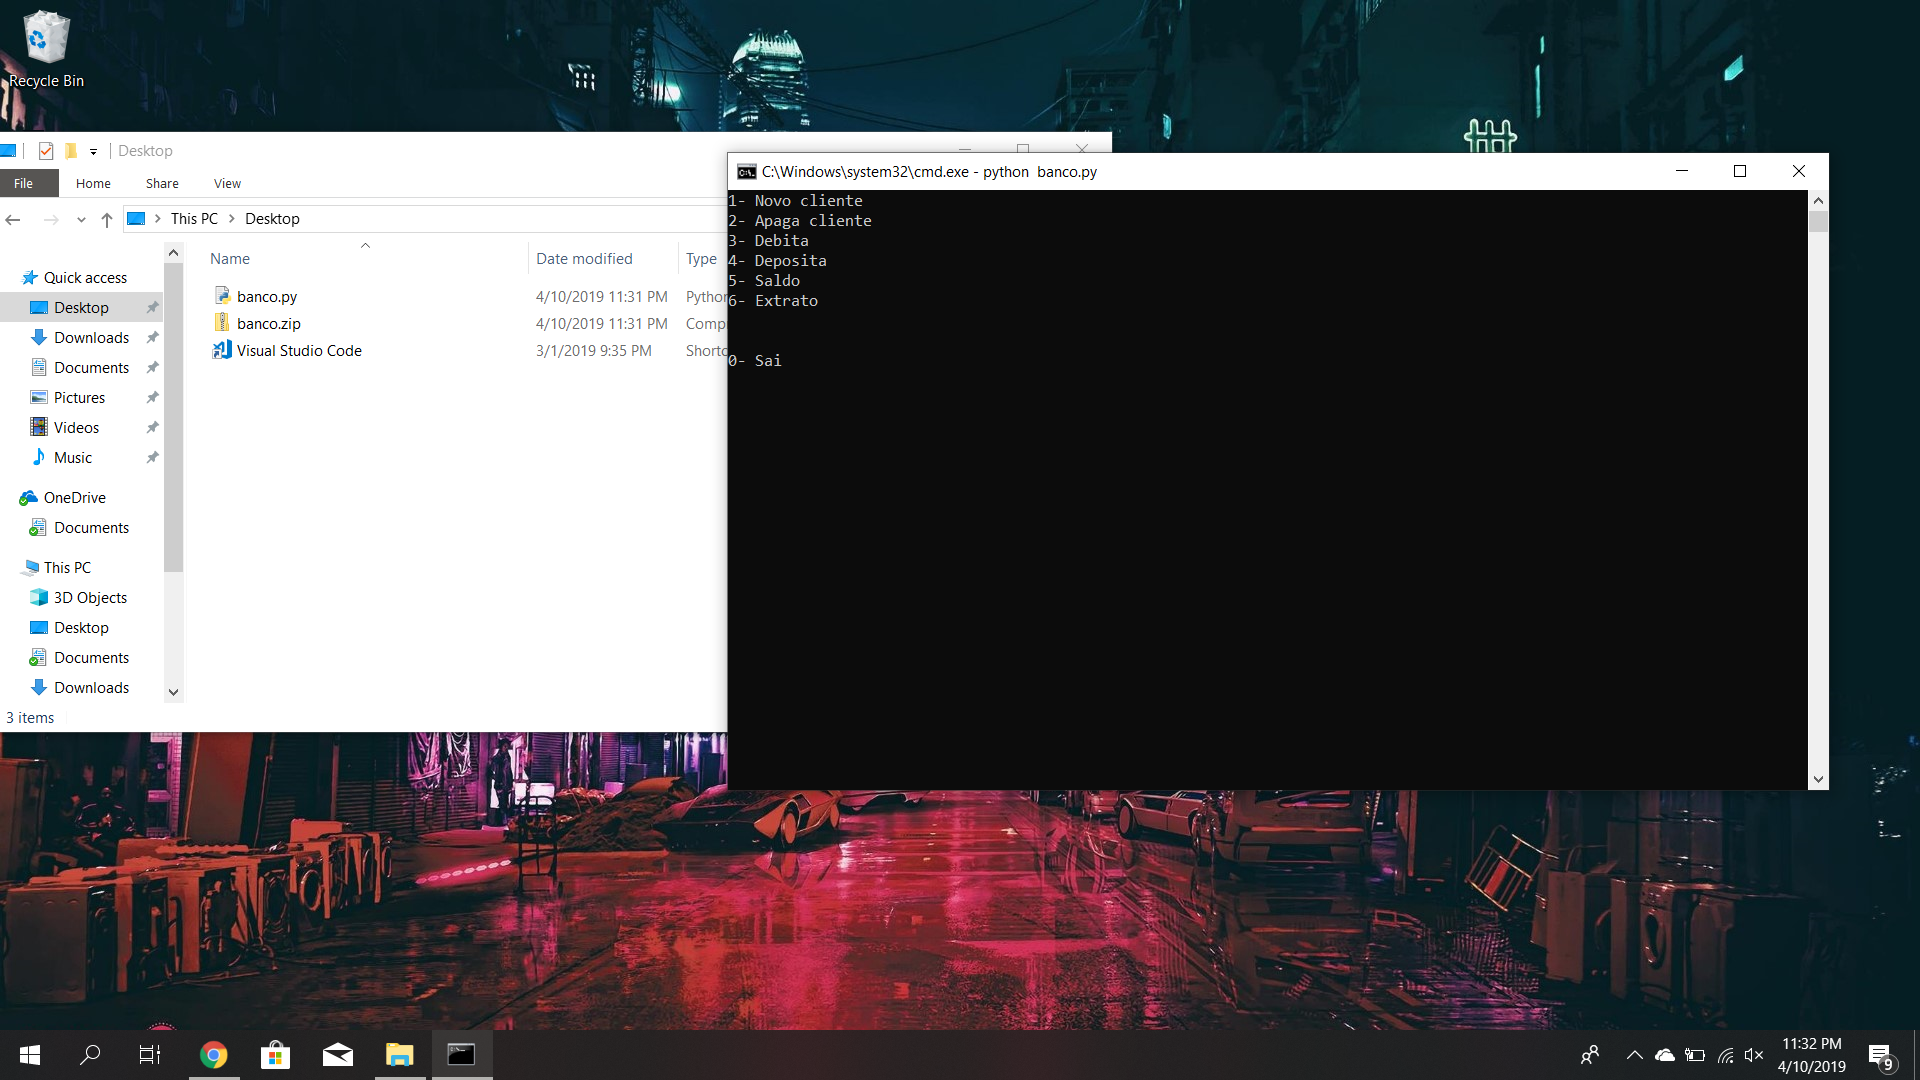 Recycle Bin
Desktop
File Home Share View
This PC Desktop
Name Date modified Type
Quick access
Desktop
Downloads
Documents
Pictures
Videos
Music
OneDrive
Documents
This PC
3D Objects
Desktop
Documents
Downloads
3 items
banco.py 4/10/2019 11:31 PM
banco.zip 4/10/2019 11:31 PM
Visual Studio Code 3/1/2019 9:35 PM
C:\Windows\system32\cmd.exe - python banco.py
1- Novo cliente
2- Apaga cliente
3- Debita
4- Deposita
5- Saldo
6- Extrato
0- Sai
11:32 PM
4/10/2019
9